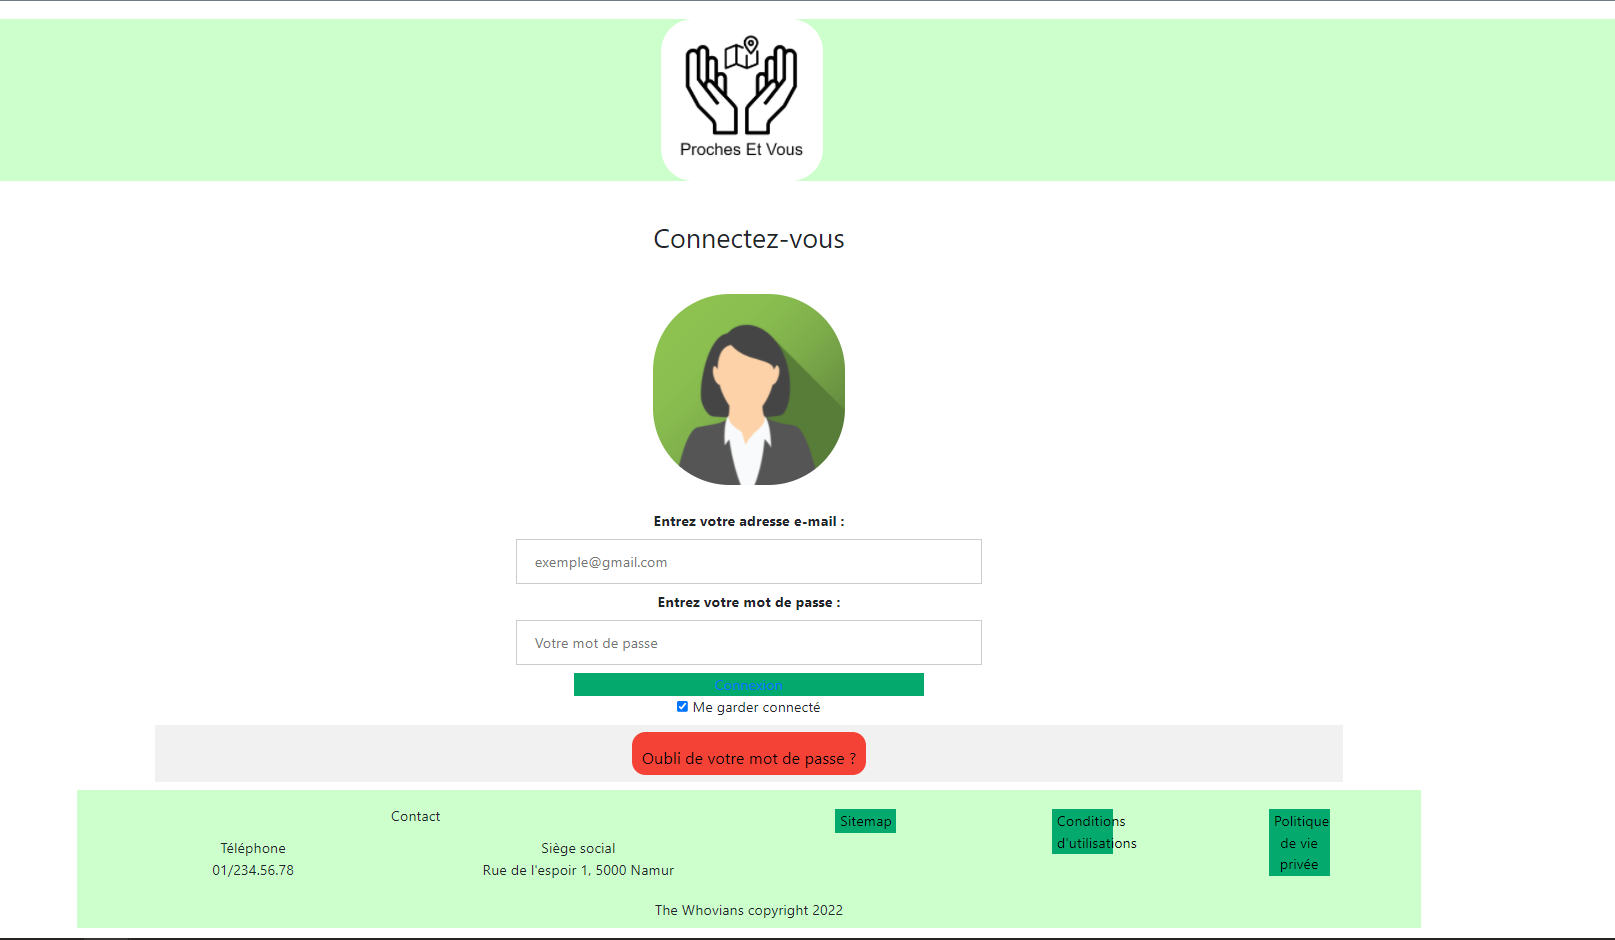 Proches Et Vous
Connectez-vous
Entrez votre adresse e-mail :
exemple@gmail.com
Entrez votre mot de passe :
Votre mot de passe
Connexion
Me garder connecté
Oubli de votre mot de passe ?
Contact
Téléphone
01/234.56.78
Siège social
Rue de l'espoir 1, 5000 Namur
Sitemap
Conditions
d'utilisations
Politique
de vie
privée
The Whovians copyright 2022